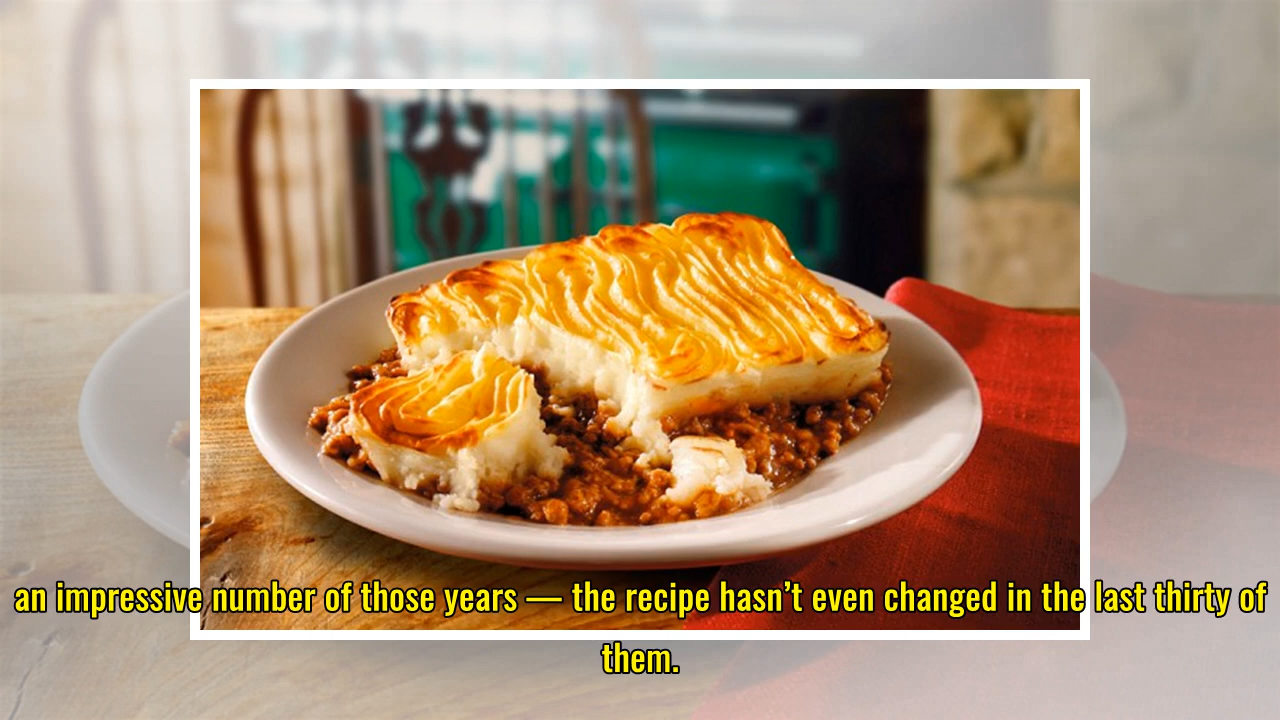 an impressive number of those years — the recipe hasn’t even changed in the last thirty of
them.